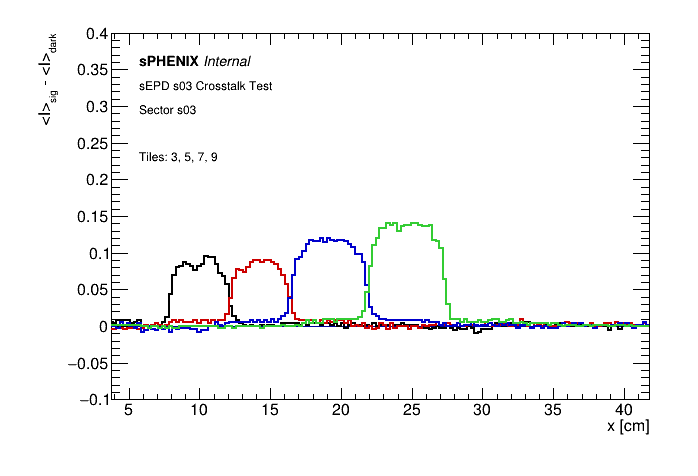 <I>sig - <I>dark
0.4
0.35
0.3
0.25
0.2
0.15
0.1
0.05
0
−0.05
−0.1
sPHENIX Internal
sEPD s03 Crosstalk Test
Sector s03
Tiles: 3, 5, 7, 9
5 10 15 20 25 30 35 40
x [cm]